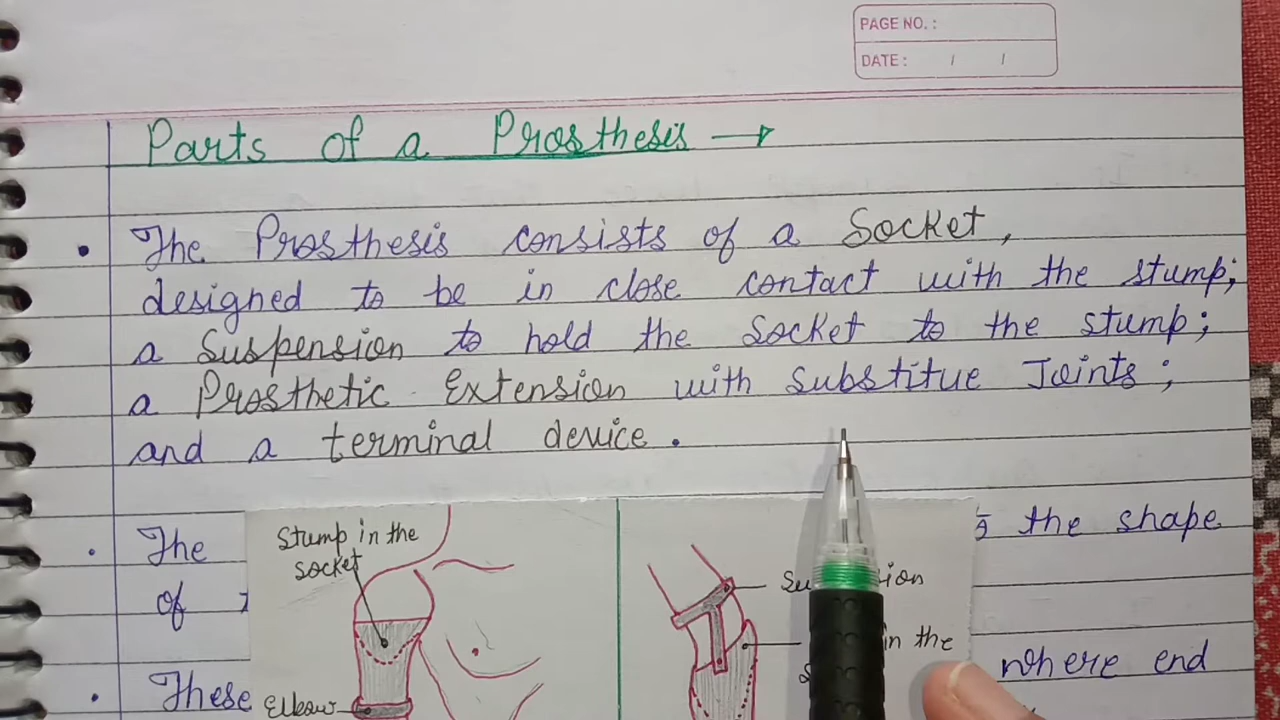 PAGE NO. :
DATE : / /
Parts of a Prosthesis →
• The Prosthesis consists of a Socket,
designed to be in close contact with the stump;
a Suspension to hold the Socket to the stump;
a Prosthetic Extension with substitue Joints;
and a terminal device.
• The the shape
of
• These where end
Stump in the
socket
Elbow
in the